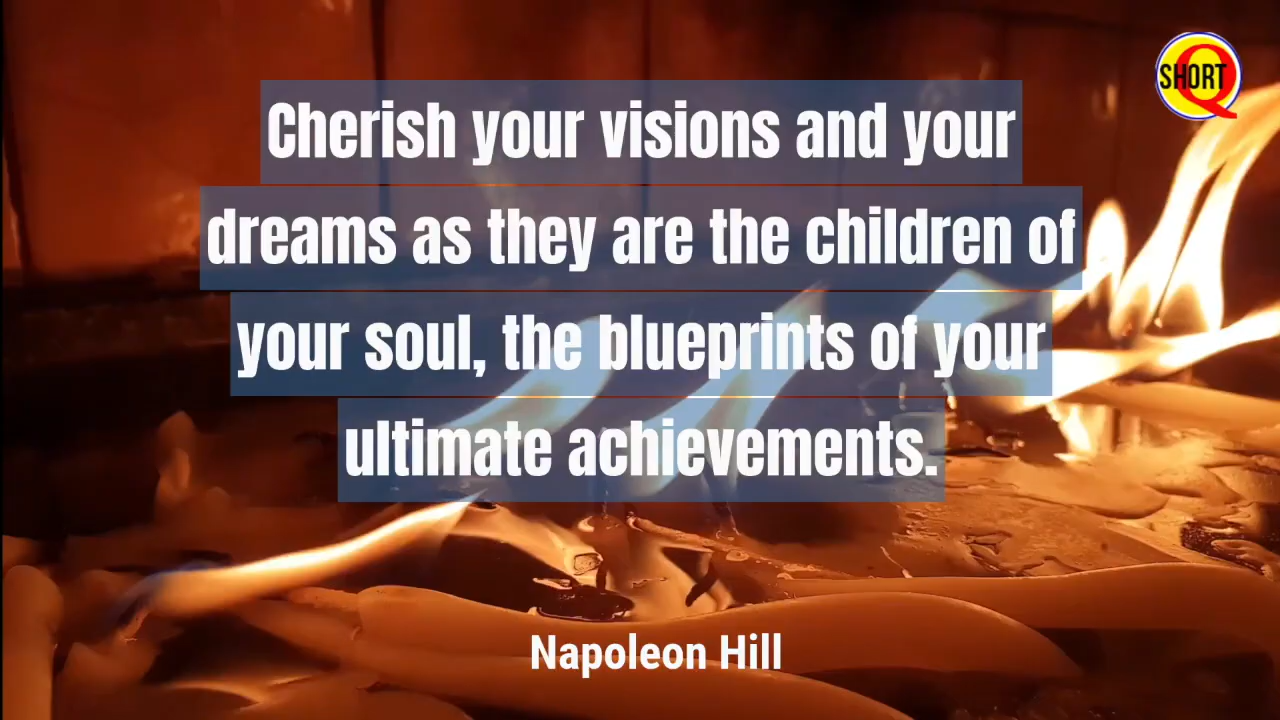 SHORT Q
Cherish your visions and your
dreams as they are the children of
your soul, the blueprints of your
ultimate achievements.
Napoleon Hill